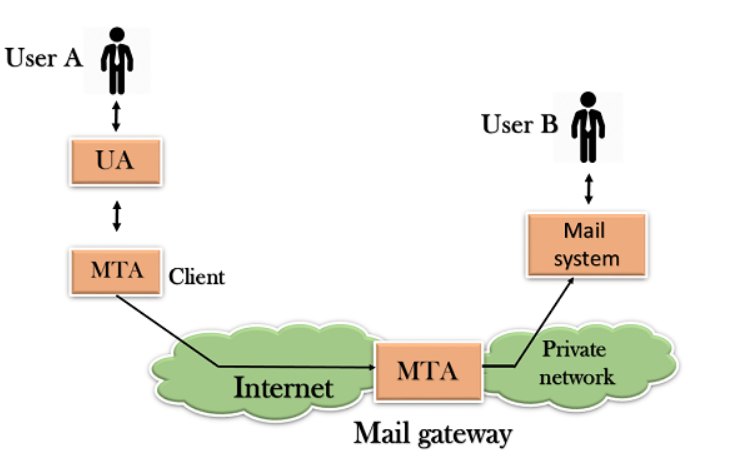 User A
UA
MTA
Client
Internet
MTA
Mail gateway
User B
Mail
system
Private
network